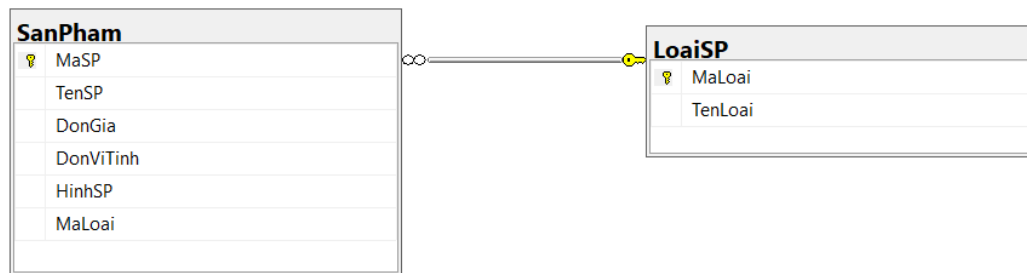 SanPham
MaSP
TenSP
DonGia
DonViTinh
HinhSP
MaLoai
LoaiSP
MaLoai
TenLoai